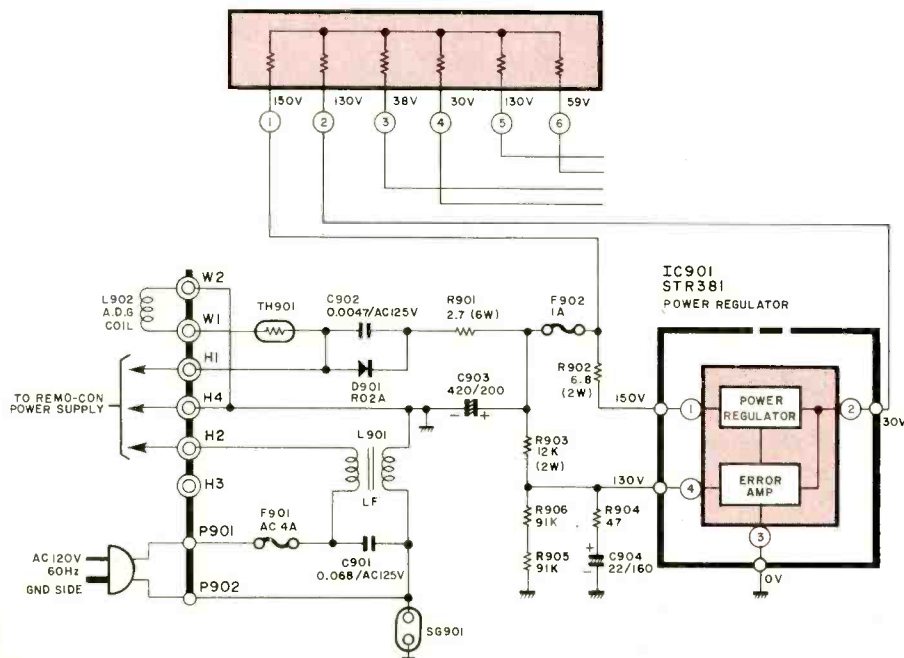 150V 130V 38V 30V 130V 59V
1 2 3 4 5 6
IC901
STR381
POWER REGULATOR
W2
L902
A.D.G
COIL
W1
TH901
C902
0.0047/AC125V
R901
2.7 (6W)
F902
1A
H1
D901
RO2A
R902
6.8
(2W)
TO REMO-CON
POWER SUPPLY
H4
C903
420/200
- +
150V
1
POWER
REGULATOR
2
30V
H2
L901
LF
R903
12K
(2W)
130V
4
ERROR
AMP
H3
F901
AC 4A
R906
91K
R904
47
3
P901
C901
0.068/AC125V
R905
91K
+
-
C904
22/160
0V
AC 120V
60Hz
GND SIDE
P902
SG901